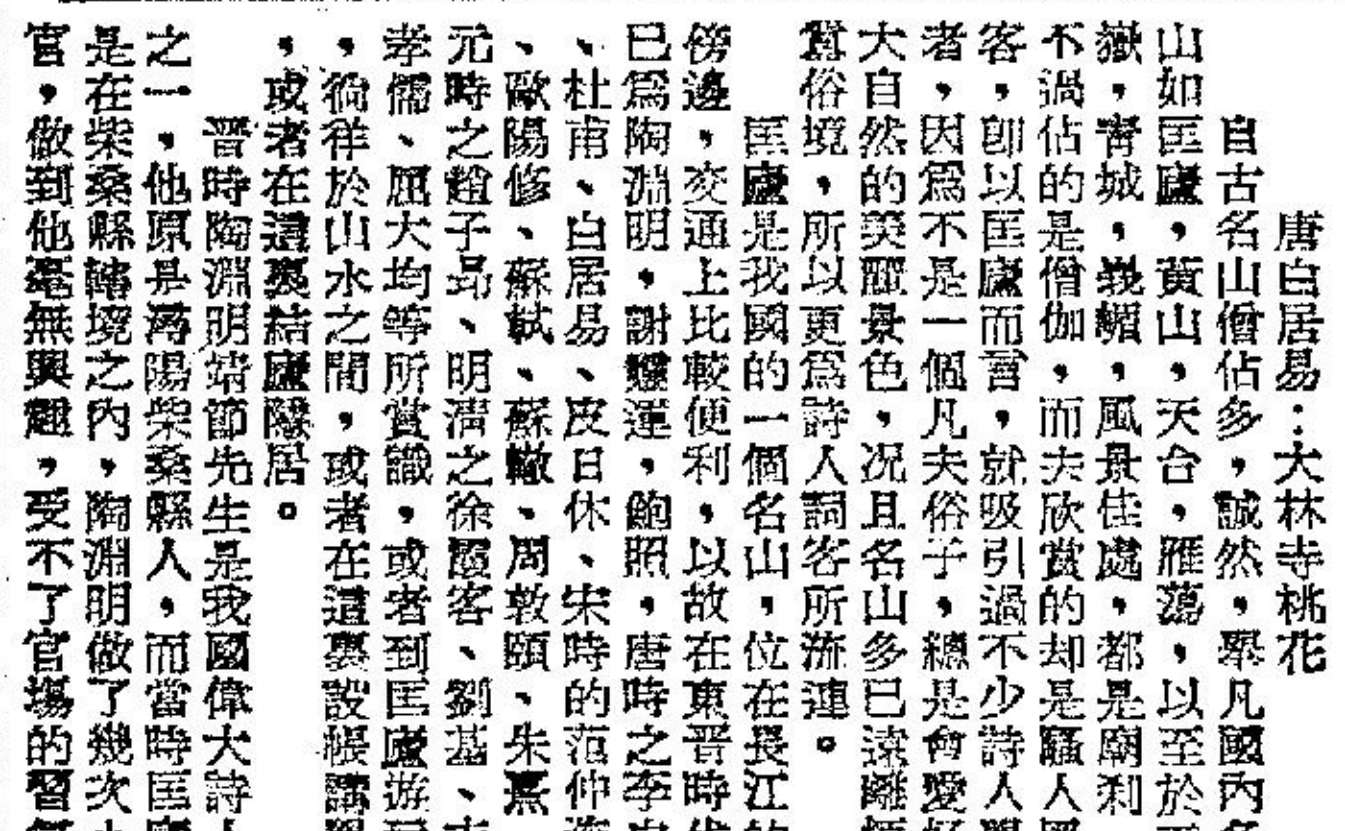 唐白居易：大林寺桃花
自古名山僧佔多，誠然，舉凡國內
山如匡廬，黃山，天台，雁蕩，以至於
嶽，青城，峨嵋，風景佳處，都是廟刹
不過佔的是僧伽，而夫欣賞的却是騷人
客，卽以匡廬而言，就吸引過不少詩人
者，因爲不是一個凡夫俗子，總是會愛
大自然的美麗景色，况且名山多已遠離
囂俗境，所以更爲詩人詞客所流連。
匡廬是我國的一個名山，位在長江
傍邊，交通上比較便利，以故在東晉時
已爲陶淵明，謝靈運，鮑照，唐時之李
、杜甫、白居易、皮日休、宋時的范仲
、歐陽修、蘇軾、蘇轍、周敦頤、朱熹
元時之趙子昂、明淸之徐霞客、劉基、
孝儒、屈大均等所賞識，或者到匡廬游
，徜徉於山水之間，或者在這裏設帳講
，或者在這裏結廬隱居。
晋時陶淵明靖節先生是我國偉大詩
之一，他原是潯陽柴桑縣人，而當時匡
是在柴桑縣轄境之內，陶淵明做了幾次
官，做到他毫無興趣，受不了官場的習